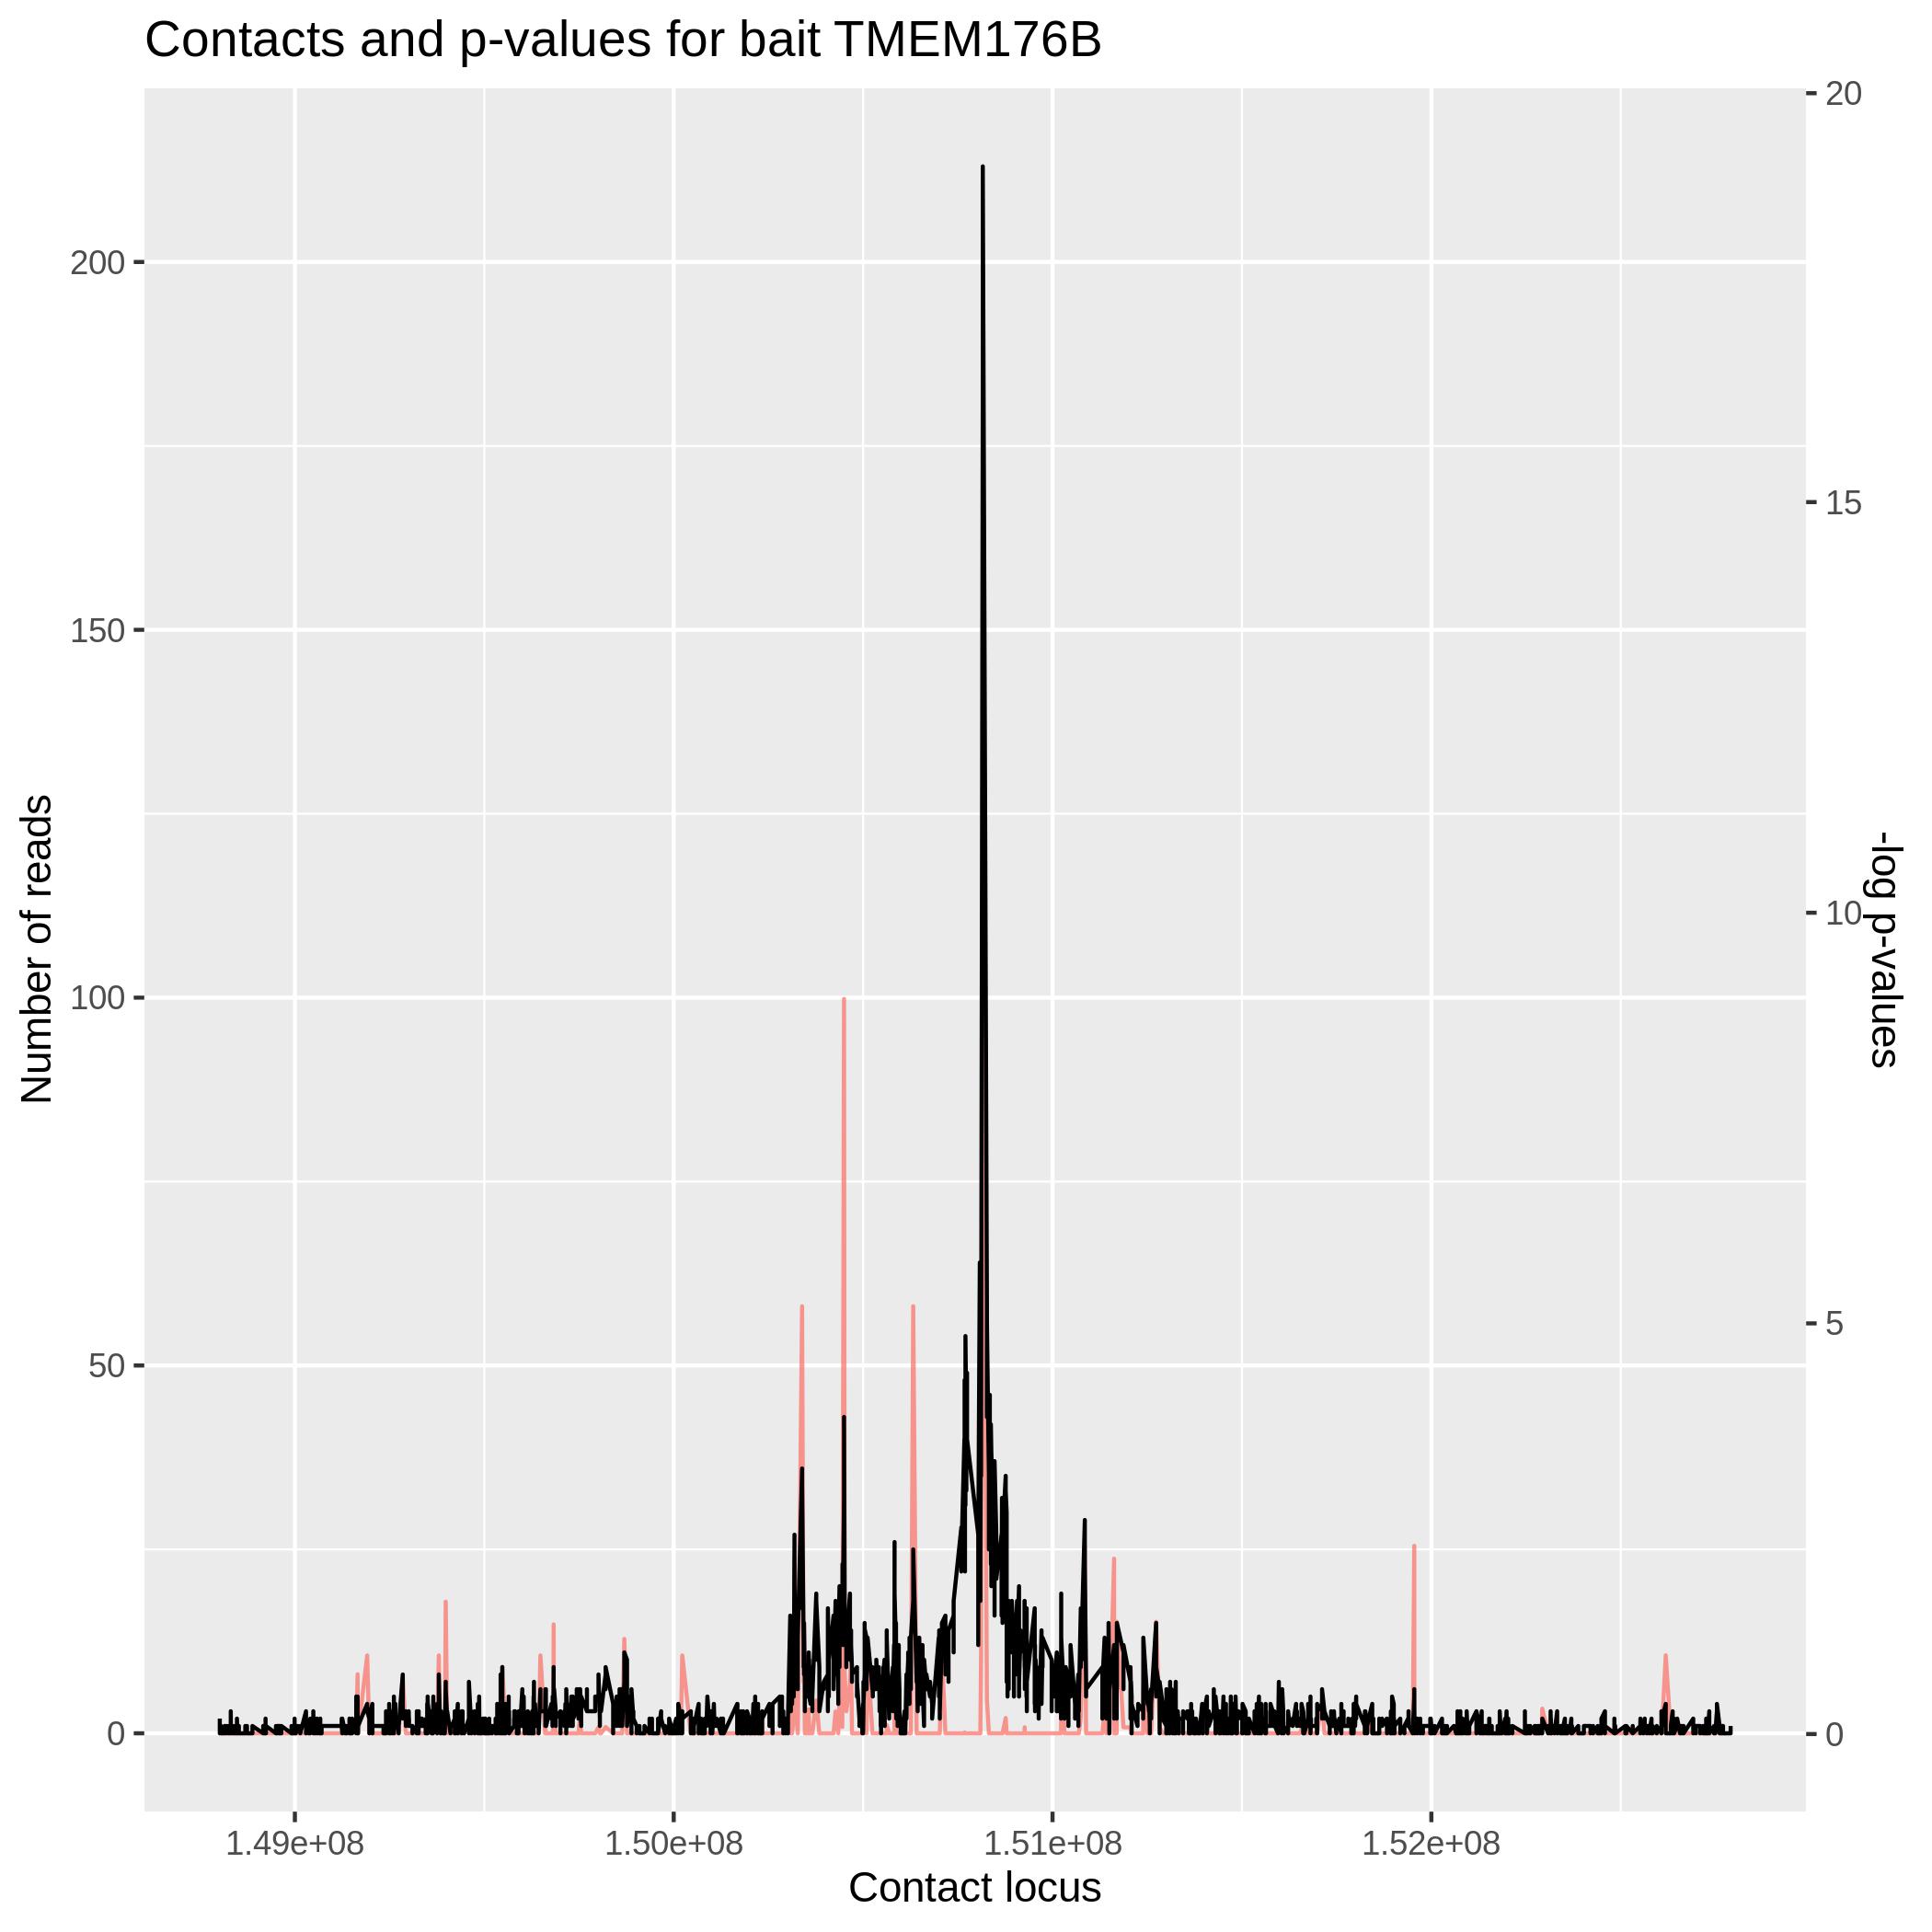 Contacts and p-values for bait TMEM176B
Number of reads
200
150
100
50
0
20
15
10
5
0
-log p-values
1.49e+08
1.50e+08
1.51e+08
1.52e+08
Contact locus